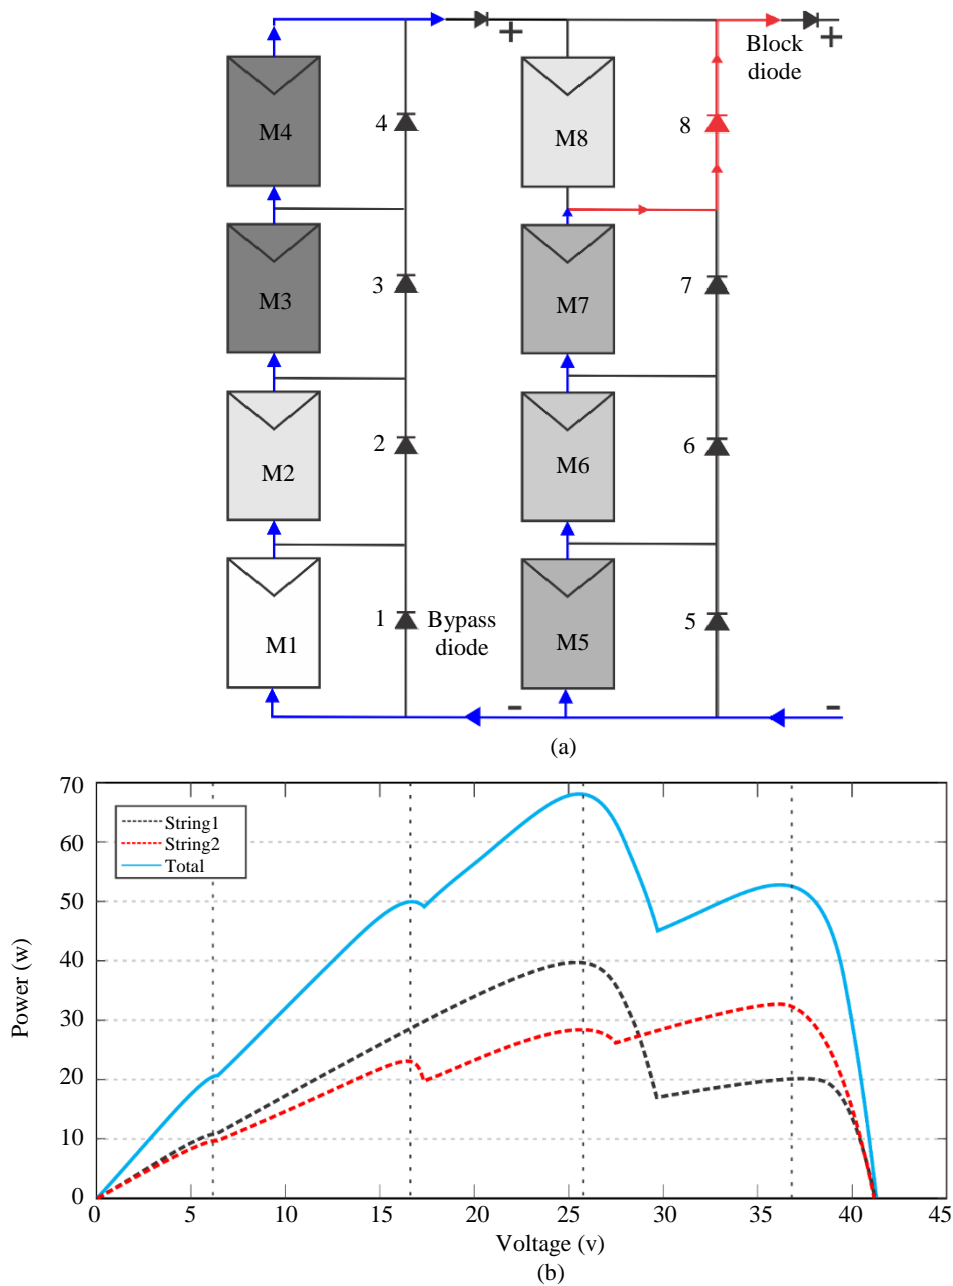 +
+
Block
diode
M4
4
M8
8
M3
3
M7
7
M2
2
M6
6
M1
1
Bypass
diode
M5
5
-
-
(a)
70
60
50
40
30
20
10
0
Power (w)
String1
String2
Total
0 5 10 15 20 25 30 35 40 45
Voltage (v)
(b)